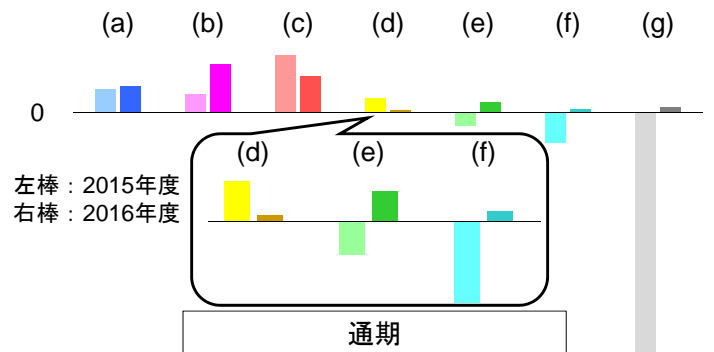 (a) (b) (c) (d) (e) (f) (g)
0
(d) (e) (f)
左棒：2015年度
右棒：2016年度
通期